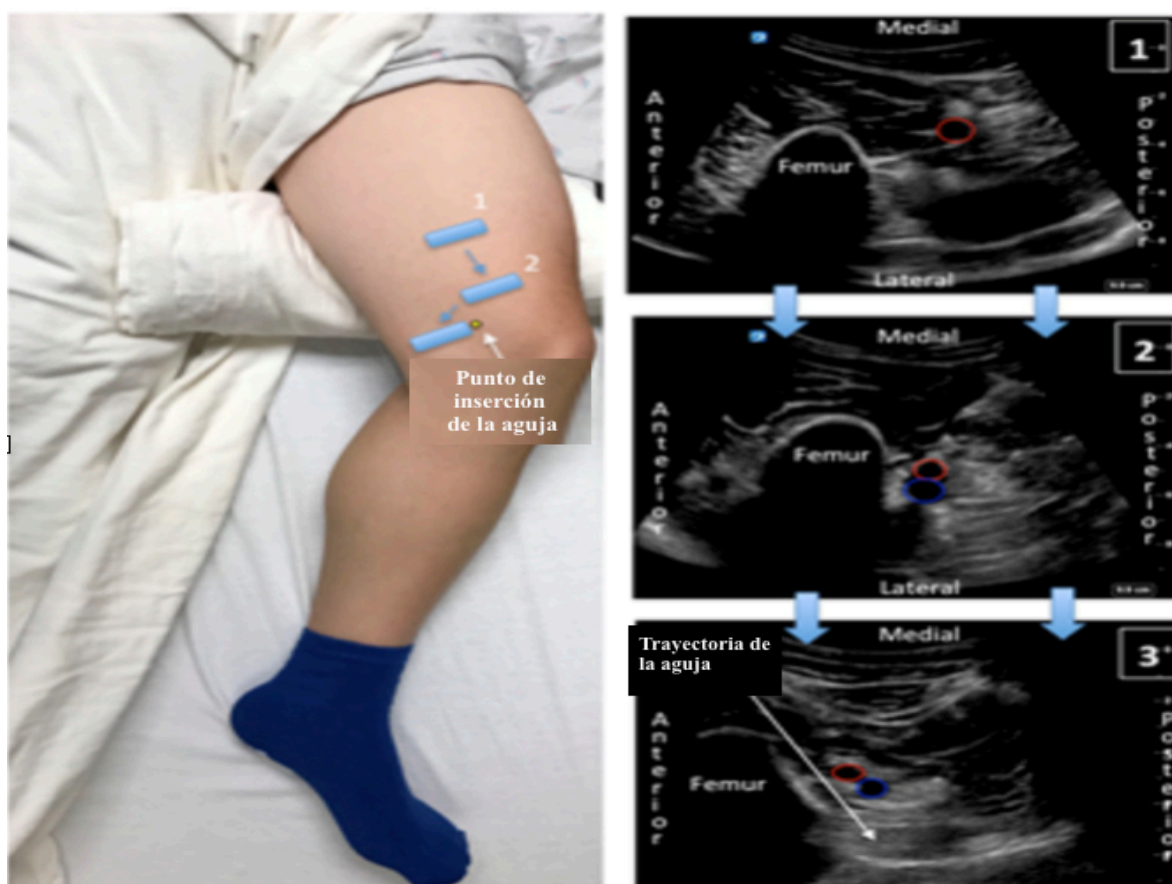 1
2
Punto de
inserción
de la aguja
Medial
1
Anterior
Posterior
Femur
Lateral
Medial
2
Anterior
Posterior
Femur
Lateral
Medial
3
Trayectoria de
la aguja
Anterior
Posterior
Femur